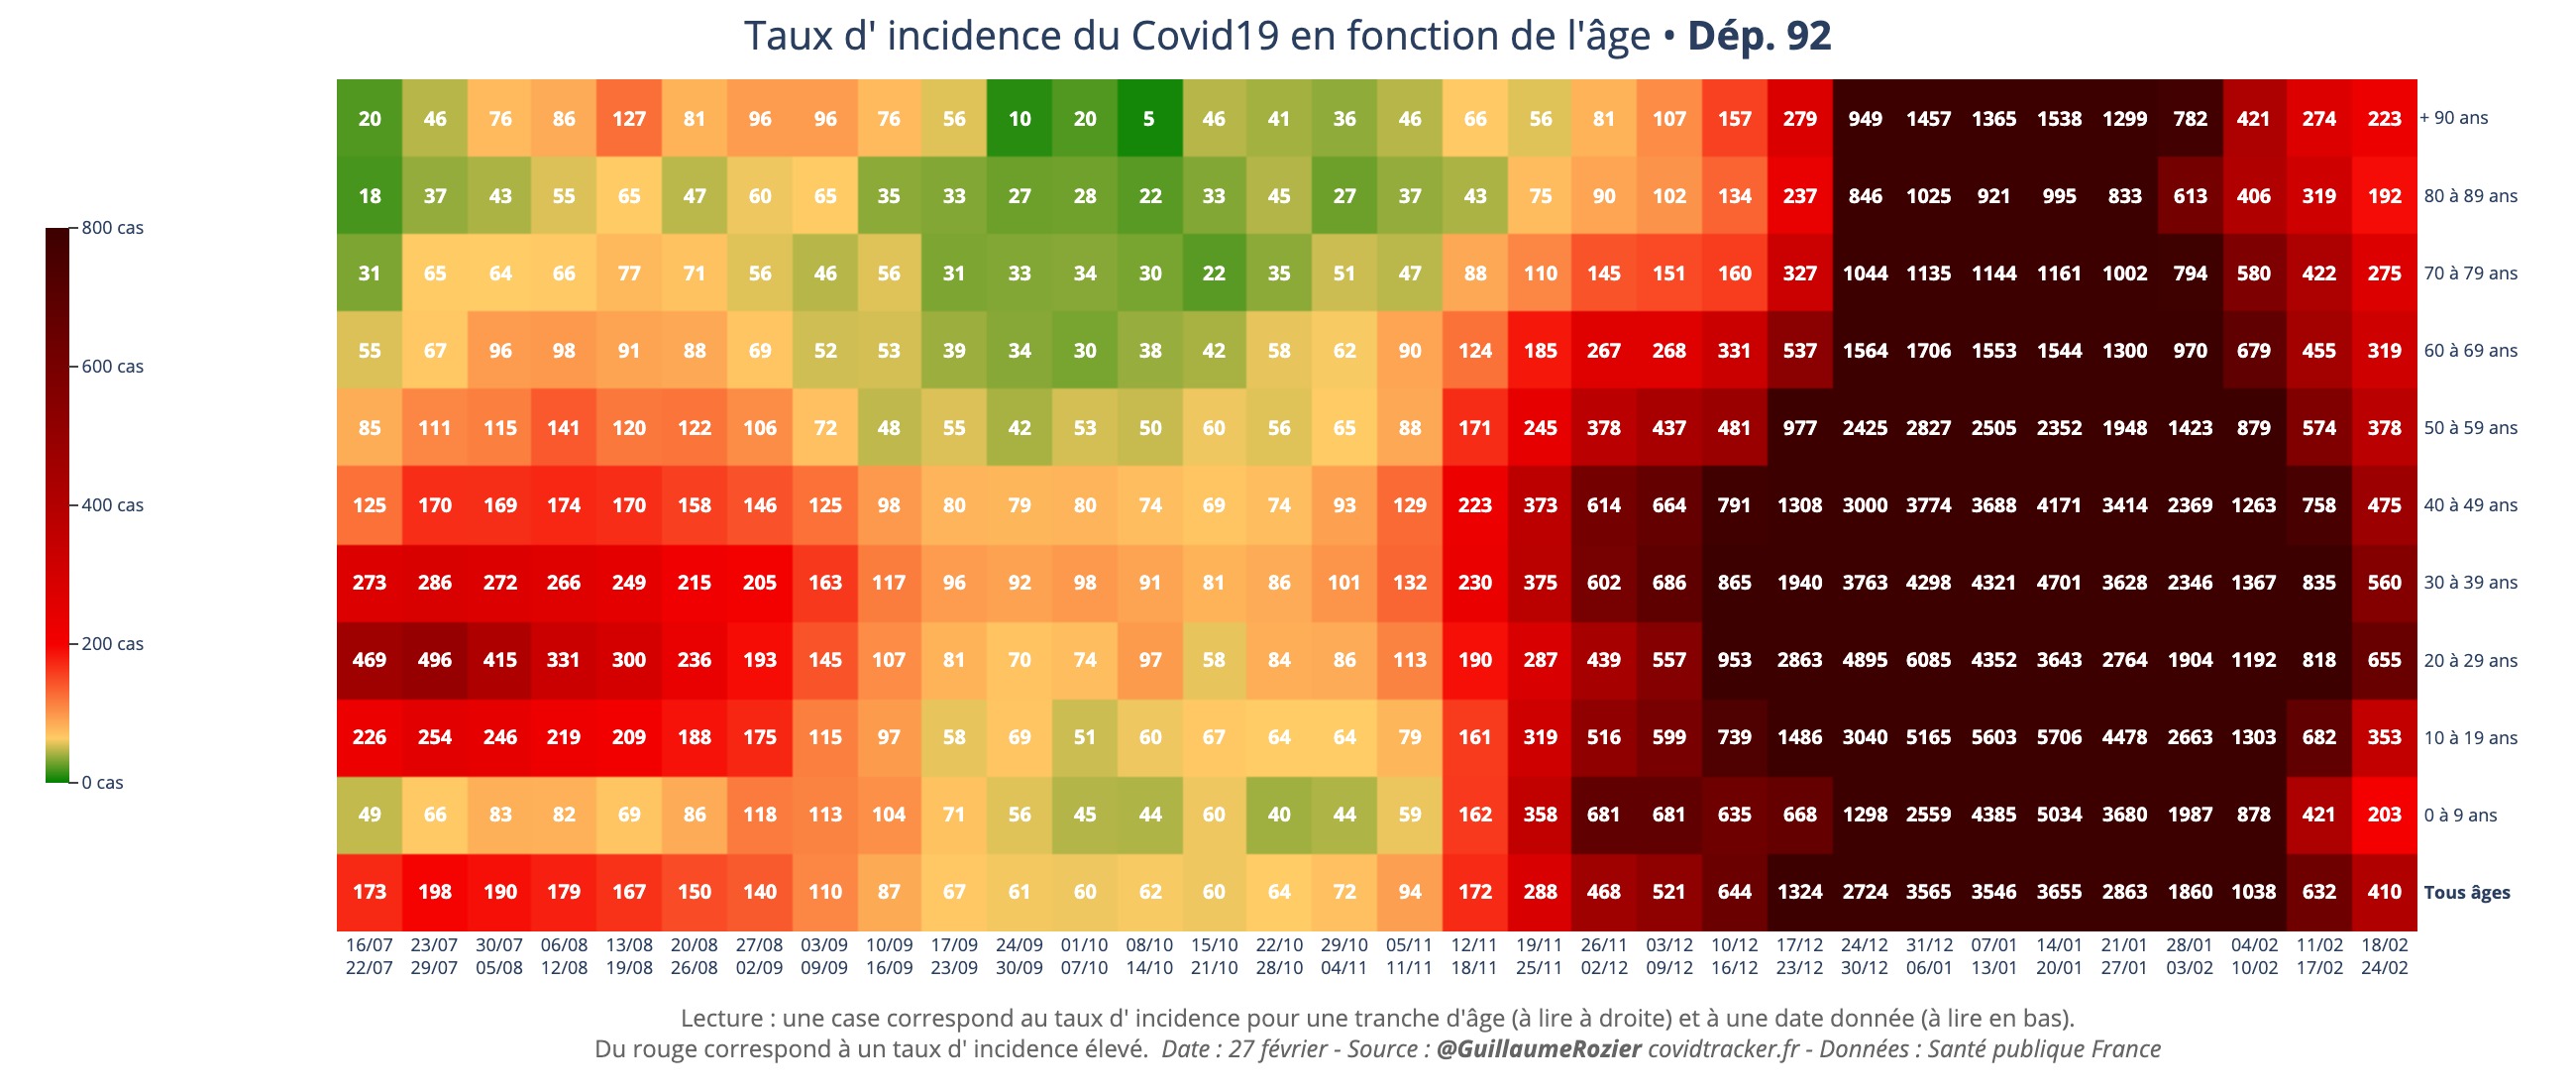 Taux d' incidence du Covid19 en fonction de l'âge • Dép. 92
800 cas
600 cas
400 cas
200 cas
0 cas
20 46 76 86 127 81 96 96 76 56 10 20 5 46 41 36 46 66 56 81 107 157 279 949 1457 1365 1538 1299 782 421 274 223 + 90 ans
18 37 43 55 65 47 60 65 35 33 27 28 22 33 45 27 37 43 75 90 102 134 237 846 1025 921 995 833 613 406 319 192 80 à 89 ans
31 65 64 66 77 71 56 46 56 31 33 34 30 22 35 51 47 88 110 145 151 160 327 1044 1135 1144 1161 1002 794 580 422 275 70 à 79 ans
55 67 96 98 91 88 69 52 53 39 34 30 38 42 58 62 90 124 185 267 268 331 537 1564 1706 1553 1544 1300 970 679 455 319 60 à 69 ans
85 111 115 141 120 122 106 72 48 55 42 53 50 60 56 65 88 171 245 378 437 481 977 2425 2827 2505 2352 1948 1423 879 574 378 50 à 59 ans
125 170 169 174 170 158 146 125 98 80 79 80 74 69 74 93 129 223 373 614 664 791 1308 3000 3774 3688 4171 3414 2369 1263 758 475 40 à 49 ans
273 286 272 266 249 215 205 163 117 96 92 98 91 81 86 101 132 230 375 602 686 865 1940 3763 4298 4321 4701 3628 2346 1367 835 560 30 à 39 ans
469 496 415 331 300 236 193 145 107 81 70 74 97 58 84 86 113 190 287 439 557 953 2863 4895 6085 4352 3643 2764 1904 1192 818 655 20 à 29 ans
226 254 246 219 209 188 175 115 97 58 69 51 60 67 64 64 79 161 319 516 599 739 1486 3040 5165 5603 5706 4478 2663 1303 682 353 10 à 19 ans
49 66 83 82 69 86 118 113 104 71 56 45 44 60 40 44 59 162 358 681 681 635 668 1298 2559 4385 5034 3680 1987 878 421 203 0 à 9 ans
173 198 190 179 167 150 140 110 87 67 61 60 62 60 64 72 94 172 288 468 521 644 1324 2724 3565 3546 3655 2863 1860 1038 632 410 Tous âges
16/07 23/07 30/07 06/08 13/08 20/08 27/08 03/09 10/09 17/09 24/09 01/10 08/10 15/10 22/10 29/10 05/11 12/11 19/11 26/11 03/12 10/12 17/12 24/12 31/12 07/01 14/01 21/01 28/01 04/02 11/02 18/02
22/07 29/07 05/08 12/08 19/08 26/08 02/09 09/09 16/09 23/09 30/09 07/10 14/10 21/10 28/10 04/11 11/11 18/11 25/11 02/12 09/12 16/12 23/12 30/12 06/01 13/01 20/01 27/01 03/02 10/02 17/02 24/02
Lecture : une case correspond au taux d' incidence pour une tranche d'âge (à lire à droite) et à une date donnée (à lire en bas).
Du rouge correspond à un taux d' incidence élevé. Date : 27 février - Source : @GuillaumeRozier covidtracker.fr - Données : Santé publique France